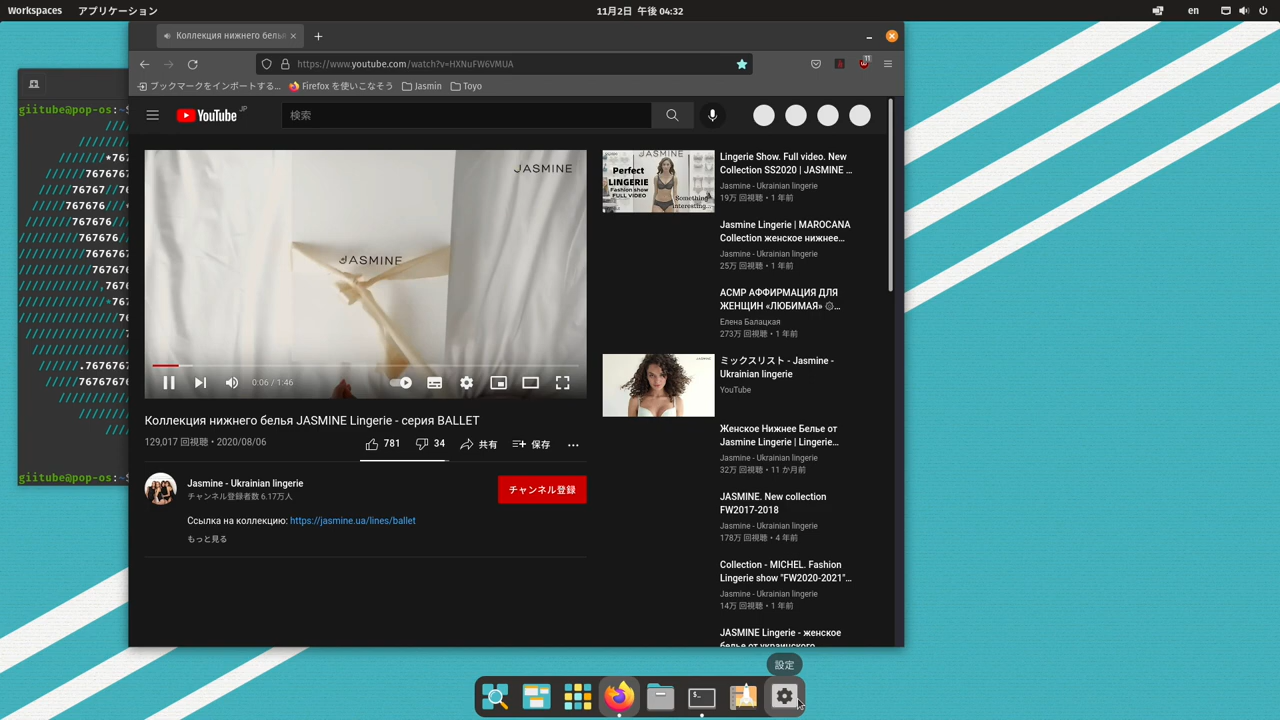 Workspaces アプリケーション 11月2日 午後 04:32 en
Коллекция нижнего белья
https://www.youtube.com/watch?v=HXNuFW6VMUA
11
ブックマークをインポートする... Firefox を使いこなそう Jasmin Toyo
giitube@pop-os:~$
YouTube JP
検索
JASMINE
JASMINE
0:06 / 1:46
Коллекция нижнего белья JASMINE Lingerie - серия BALLET
129,017 回視聴・2020/08/06
781 34 共有 保存
Jasmine - Ukrainian lingerie
チャンネル登録者数 6.17万人
チャンネル登録
Ссылка на коллекцию: https://jasmine.ua/lines/ballet
もっと見る
JASMINE
Perfect
LINGERIE
Fashion show
FULL VIDEO
Something
interesting...
Lingerie Show. Full video. New
Collection SS2020 | JASMINE ...
Jasmine - Ukrainian lingerie
19万 回視聴・1 年前
Jasmine Lingerie | MAROCANA
Collection женское нижнее...
Jasmine - Ukrainian lingerie
25万 回視聴・1 年前
АСМР АФФИРМАЦИЯ ДЛЯ
ЖЕНЩИН «ЛЮБИМАЯ» ۞...
Елена Балацкая
273万 回視聴・1 年前
ミックスリスト - Jasmine -
Ukrainian lingerie
YouTube
Женское Нижнее Белье от
Jasmine Lingerie | Lingerie...
Jasmine - Ukrainian lingerie
32万 回視聴・11 か月前
JASMINE. New collection
FW2017-2018
Jasmine - Ukrainian lingerie
178万 回視聴・4 年前
Collection - MICHEL. Fashion
Lingerie show "FW2020-2021"...
Jasmine - Ukrainian lingerie
14万 回視聴・1 年前
JASMINE Lingerie - женское
белье от украинского
giitube@pop-os:~$
設定